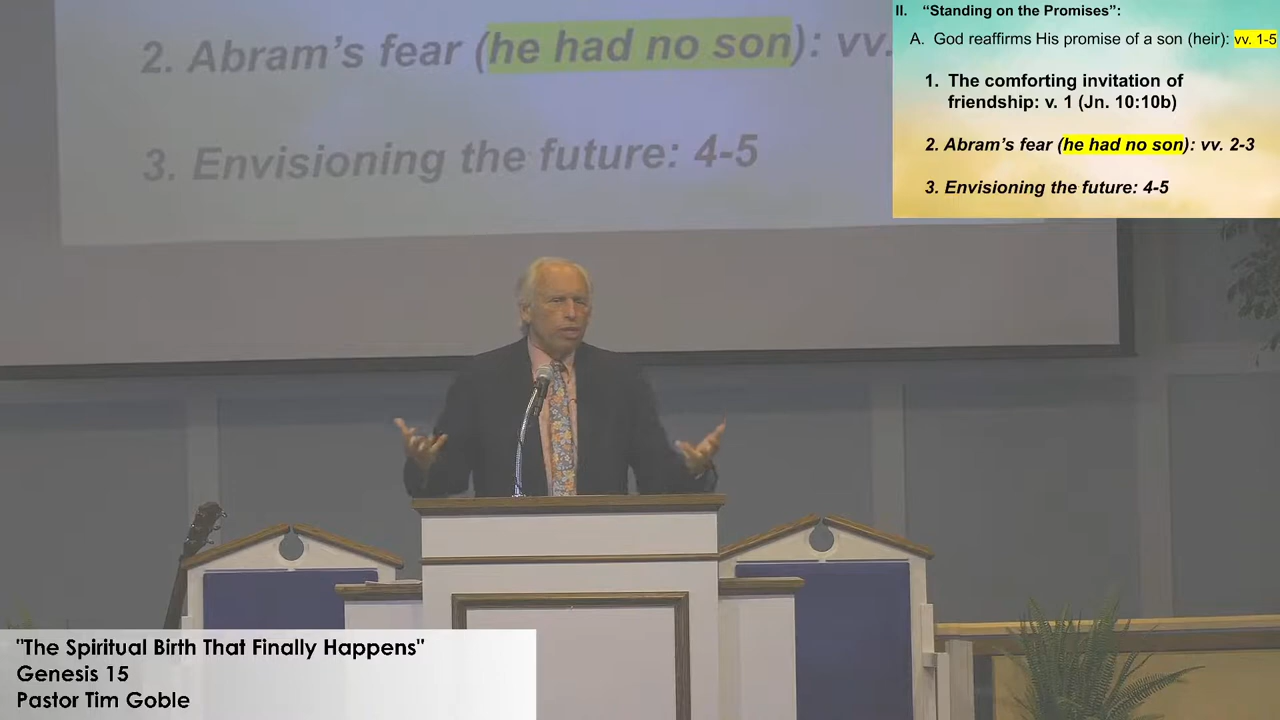 2. Abram's fear (he had no son): vv.
3. Envisioning the future: 4-5
II. “Standing on the Promises”:
A. God reaffirms His promise of a son (heir): vv. 1-5
1. The comforting invitation of
friendship: v. 1 (Jn. 10:10b)
2. Abram’s fear (he had no son): vv. 2-3
3. Envisioning the future: 4-5
"The Spiritual Birth That Finally Happens"
Genesis 15
Pastor Tim Goble